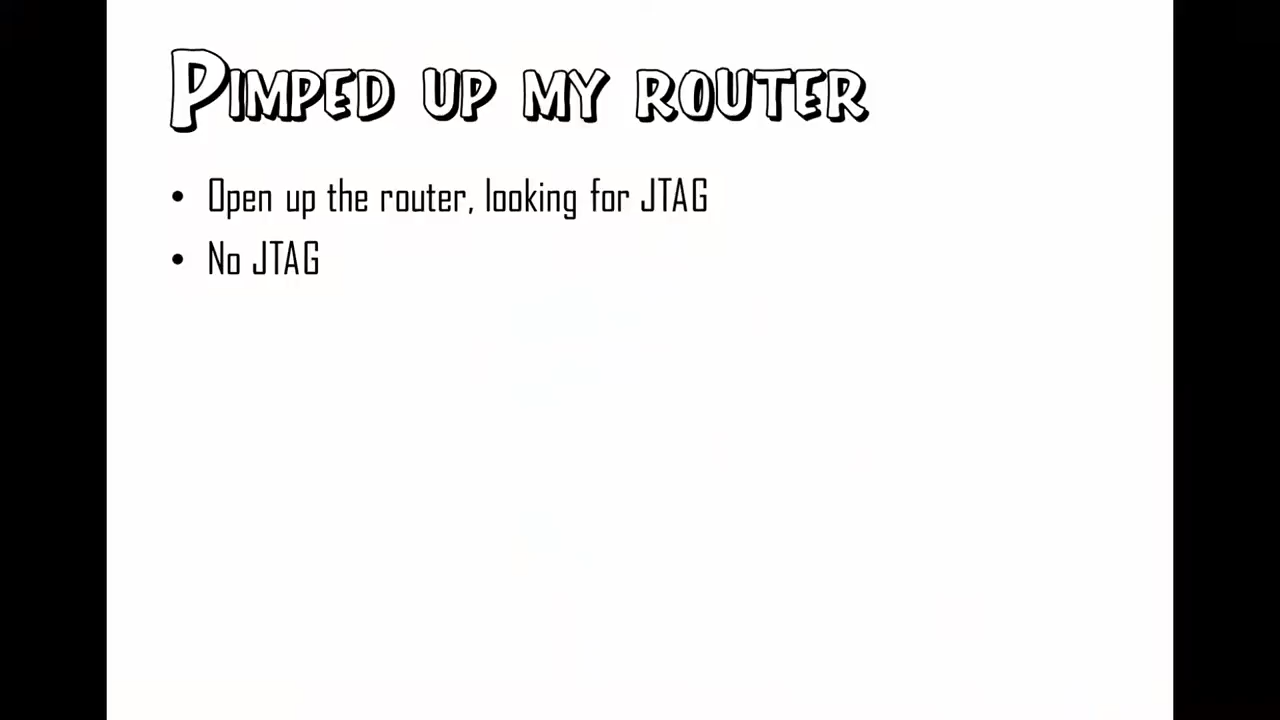 Pimped up my router
• Open up the router, looking for JTAG
• No JTAG